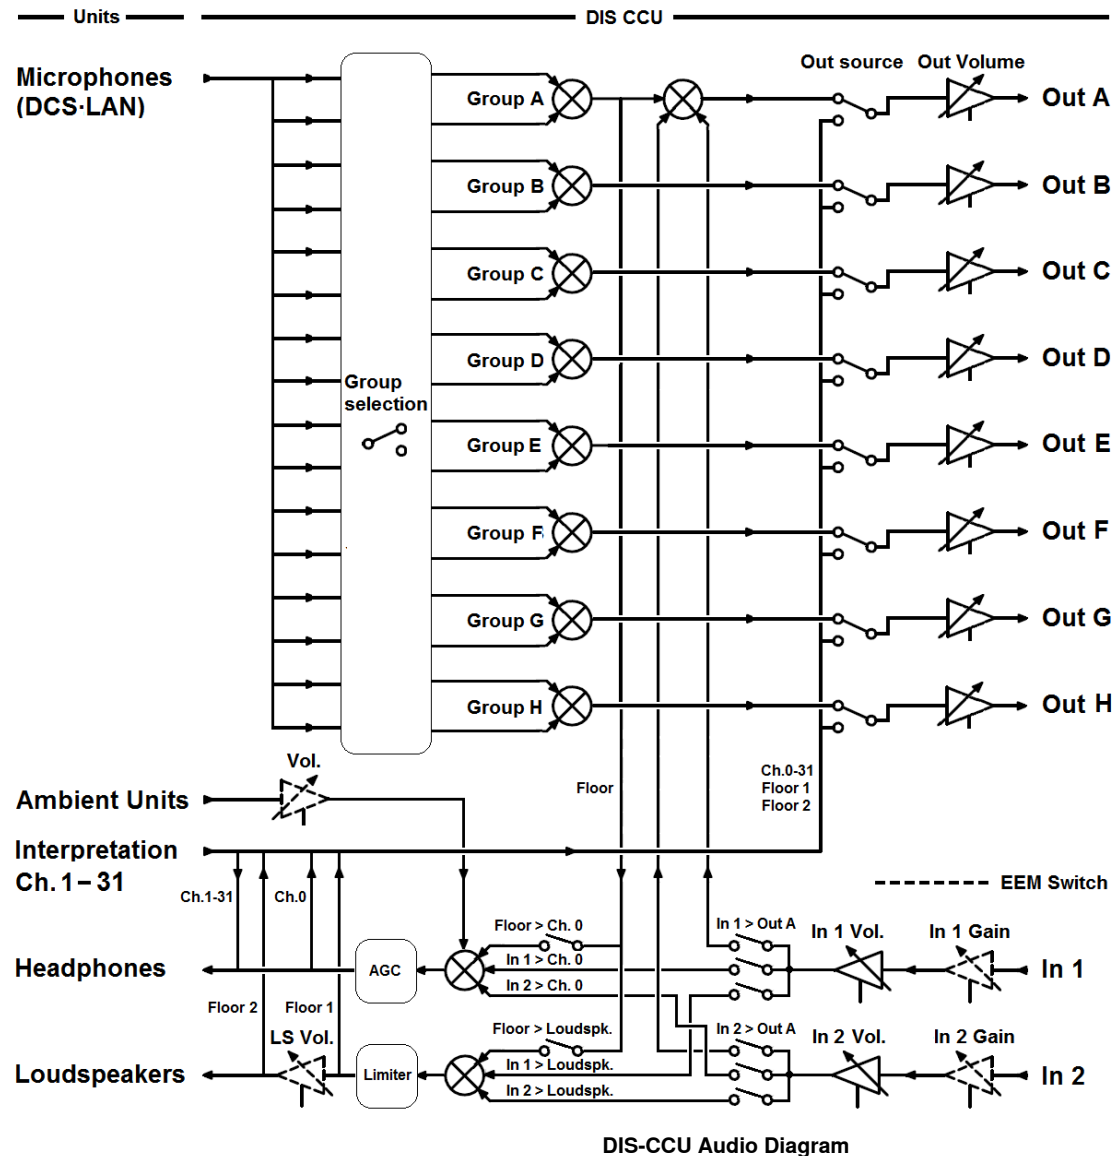 Units
DIS CCU
Out source
Out Volume
Microphones
(DCS·LAN)
Group A
Out A
Group B
Out B
Group C
Out C
Group D
Out D
Group
selection
Group E
Out E
Group F
Out F
Group G
Out G
Group H
Out H
Vol.
Ambient Units
Floor
Ch.0-31
Floor 1
Floor 2
Interpretation
Ch. 1 – 31
Ch.1-31
Ch.0
EEM Switch
Floor > Ch. 0
In 1 > Out A
In 1 Vol.
In 1 Gain
Headphones
AGC
In 1 > Ch. 0
In 2 > Ch. 0
In 1
Floor 2
Floor 1
LS Vol.
Floor > Loudspk.
In 2 > Out A
In 2 Vol.
In 2 Gain
Loudspeakers
Limiter
In 1 > Loudspk.
In 2 > Loudspk.
In 2
DIS-CCU Audio Diagram